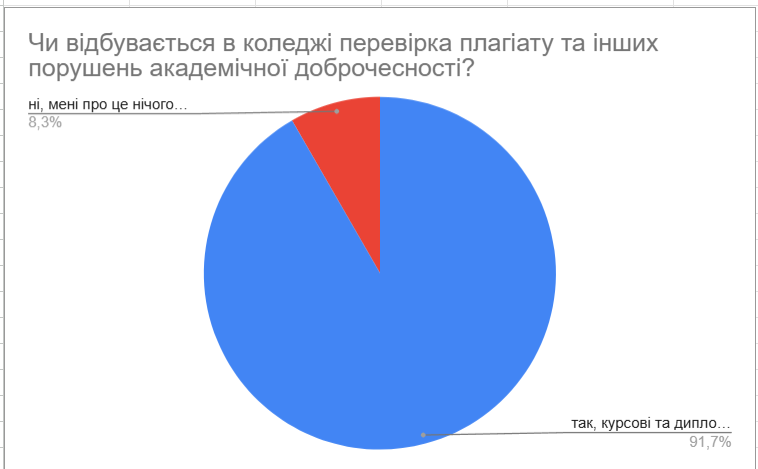 Чи відбувається в коледжі перевірка плагіату та інших
порушень академічної доброчесності?
ні, мені про це нічого…
8,3%
так, курсові та дипло…
91,7%